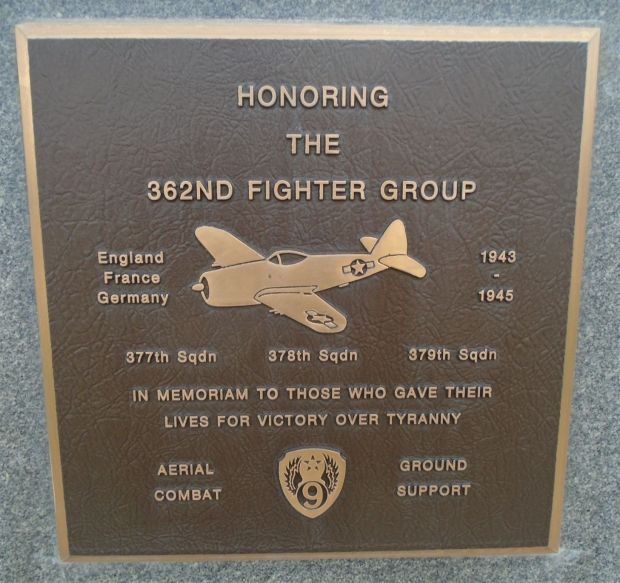 HONORING
THE
362ND FIGHTER GROUP
England
France
Germany
1943
-
1945
377th Sqdn 378th Sqdn 379th Sqdn
IN MEMORIAM TO THOSE WHO GAVE THEIR
LIVES FOR VICTORY OVER TYRANNY
AERIAL
COMBAT
9
GROUND
SUPPORT